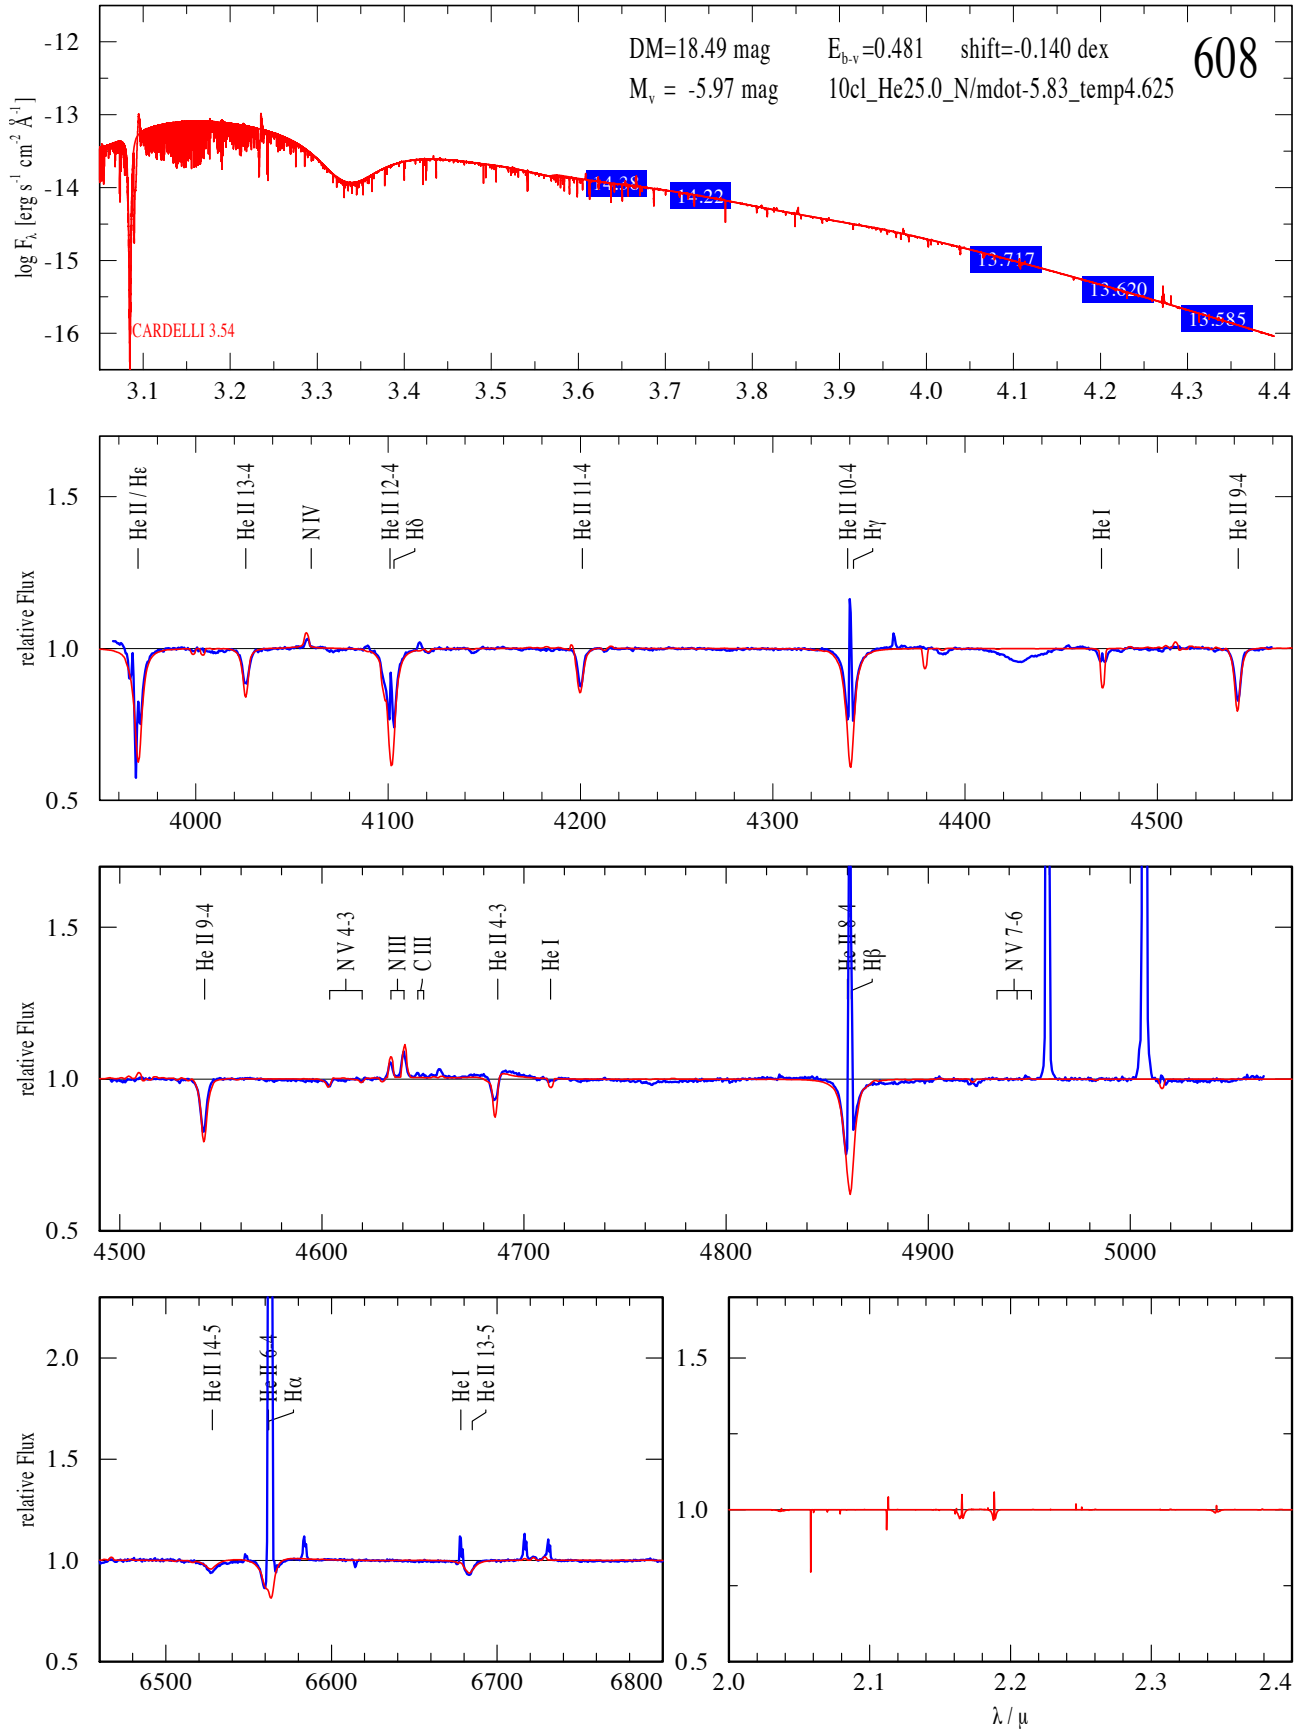 DM=18.49 mag E_b-v=0.481 shift=-0.140 dex 608
M_v = -5.97 mag 10cl_He25.0_N/mdot-5.83_temp4.625
log F_λ [erg s^-1 cm^-2 Å^-1]
-12
-13
-14
-15
-16
14.38 14.22 13.717 13.620 13.585
CARDELLI 3.54
3.1 3.2 3.3 3.4 3.5 3.6 3.7 3.8 3.9 4.0 4.1 4.2 4.3 4.4
relative Flux
1.5
1.0
0.5
He II / Hε
He II 13-4
N IV
He II 12-4
Hδ
He II 11-4
He II 10-4
Hγ
He I
He II 9-4
4000 4100 4200 4300 4400 4500
relative Flux
1.5
1.0
0.5
He II 9-4
N V 4-3
N III
C III
He II 4-3
He I
He II 8-4
Hβ
N V 7-6
4500 4600 4700 4800 4900 5000
relative Flux
2.0
1.5
1.0
0.5
He II 14-5
He II 6-4
Hα
He I
He II 13-5
6500 6600 6700 6800
1.5
1.0
0.5
2.0 2.1 2.2 2.3 2.4
λ / μ